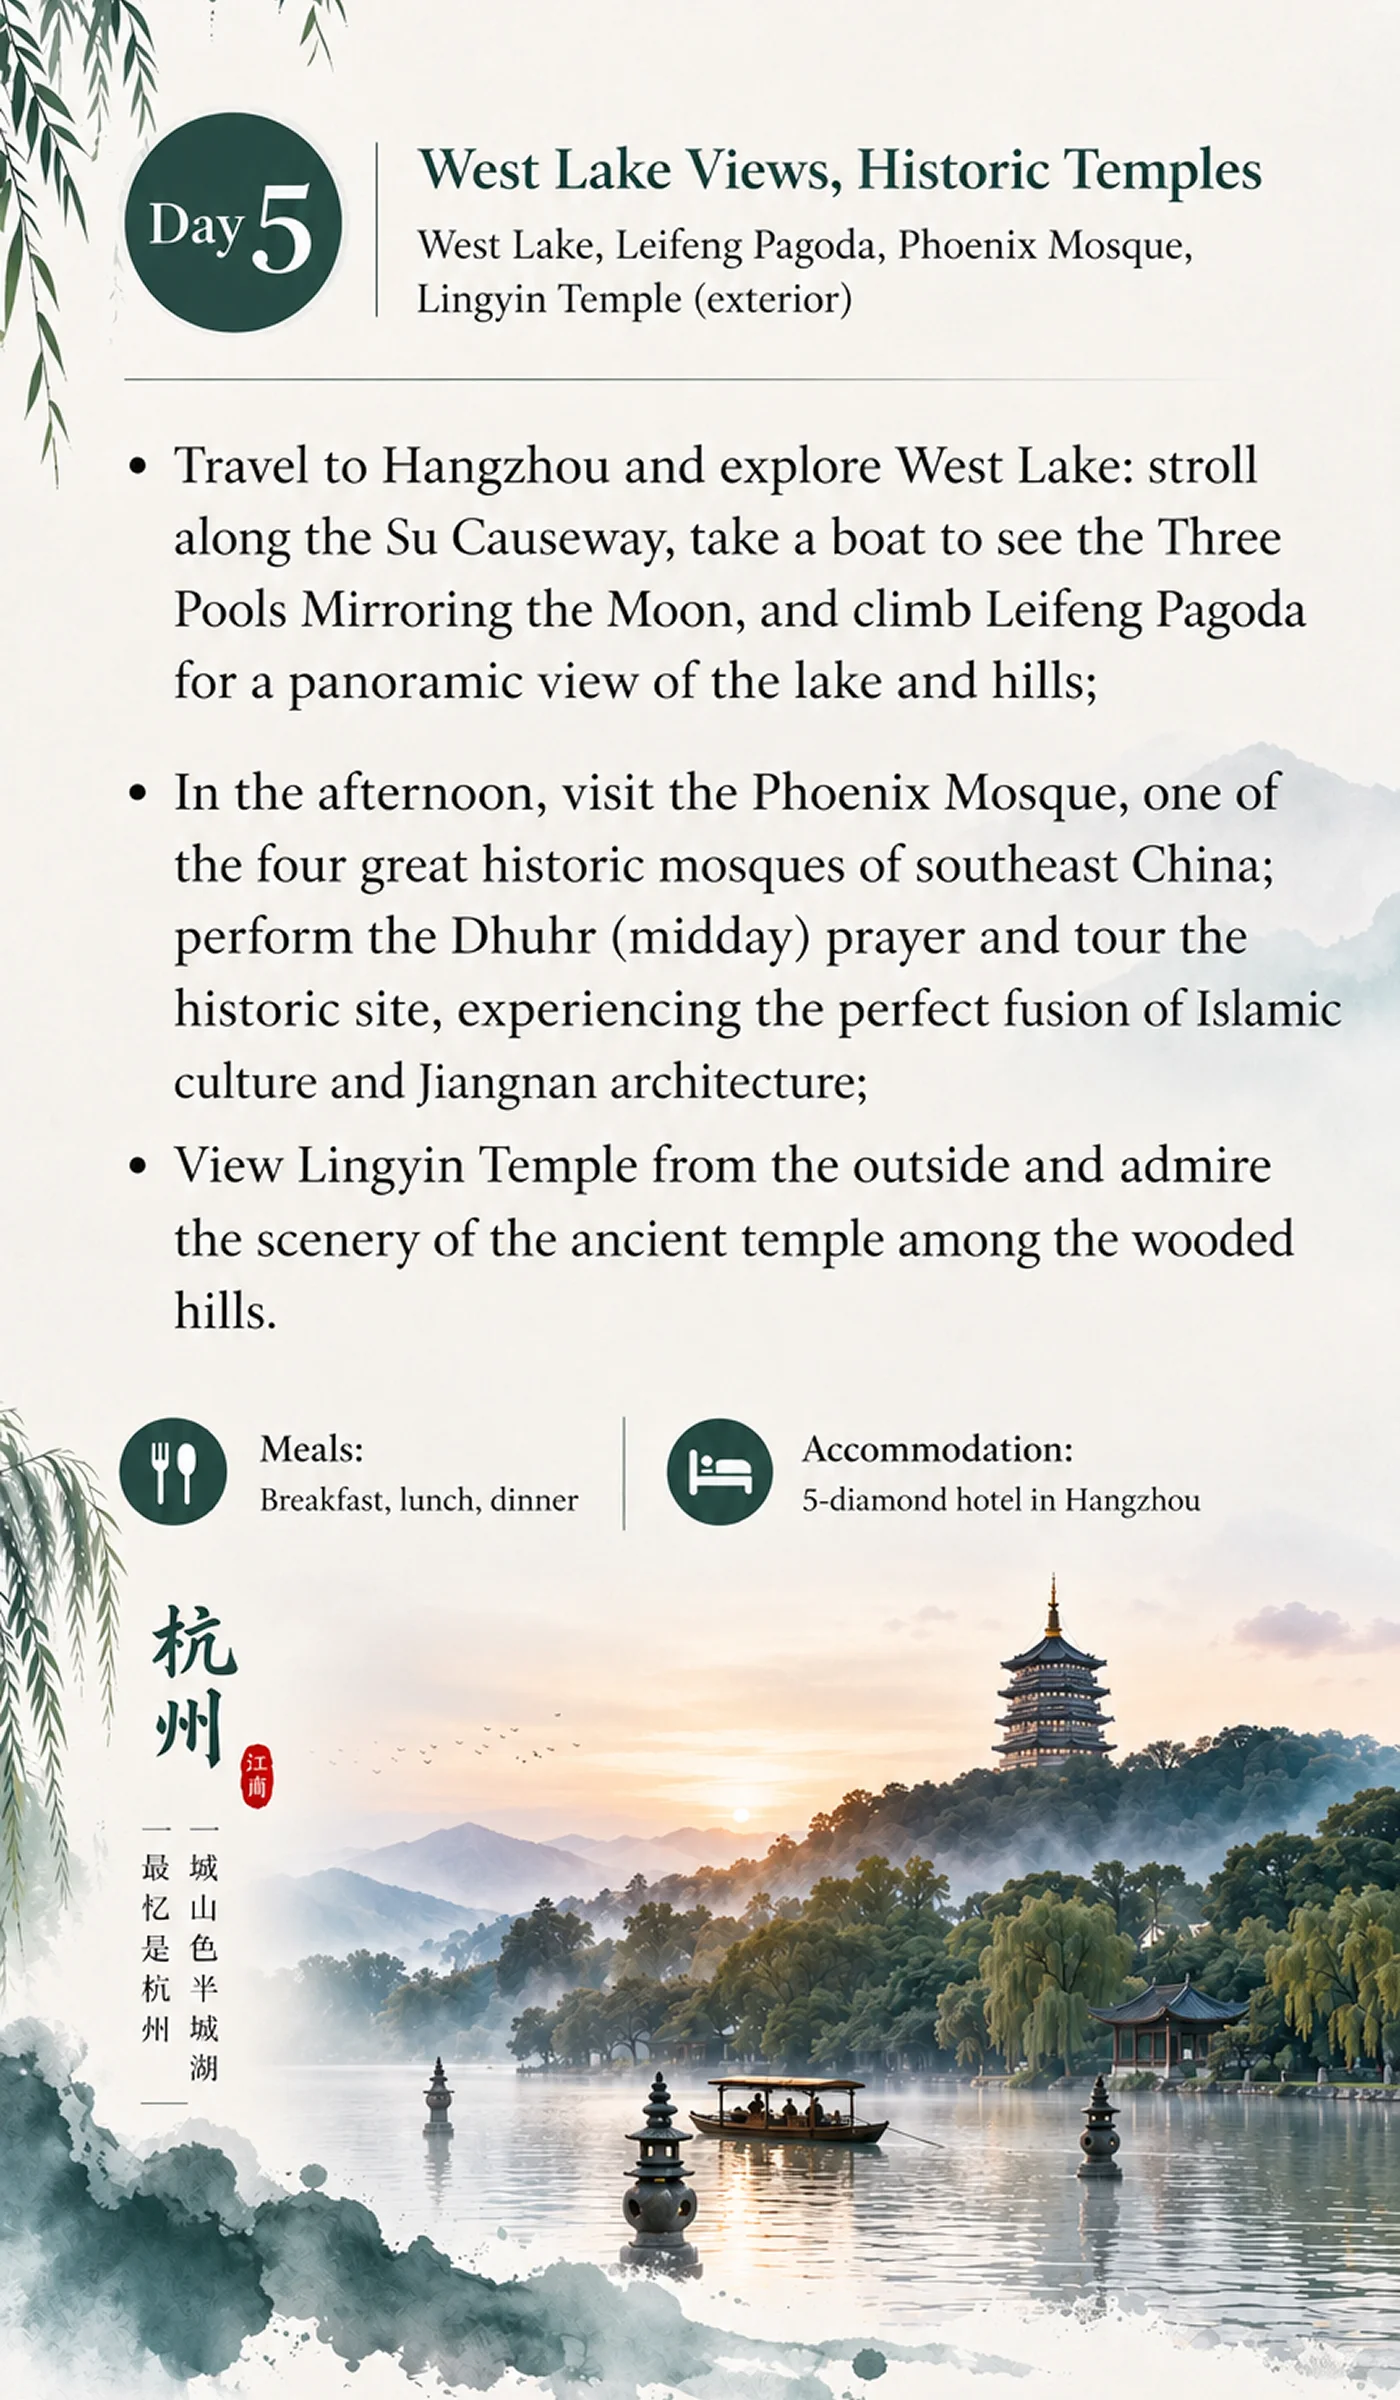 Day 5
West Lake Views, Historic Temples
West Lake, Leifeng Pagoda, Phoenix Mosque,
Lingyin Temple (exterior)
• Travel to Hangzhou and explore West Lake: stroll
along the Su Causeway, take a boat to see the Three
Pools Mirroring the Moon, and climb Leifeng Pagoda
for a panoramic view of the lake and hills;
• In the afternoon, visit the Phoenix Mosque, one of
the four great historic mosques of southeast China;
perform the Dhuhr (midday) prayer and tour the
historic site, experiencing the perfect fusion of Islamic
culture and Jiangnan architecture;
• View Lingyin Temple from the outside and admire
the scenery of the ancient temple among the wooded
hills.
Meals:
Breakfast, lunch, dinner
Accommodation:
5-diamond hotel in Hangzhou
杭州
江南
一城山色半城湖
最忆是杭州